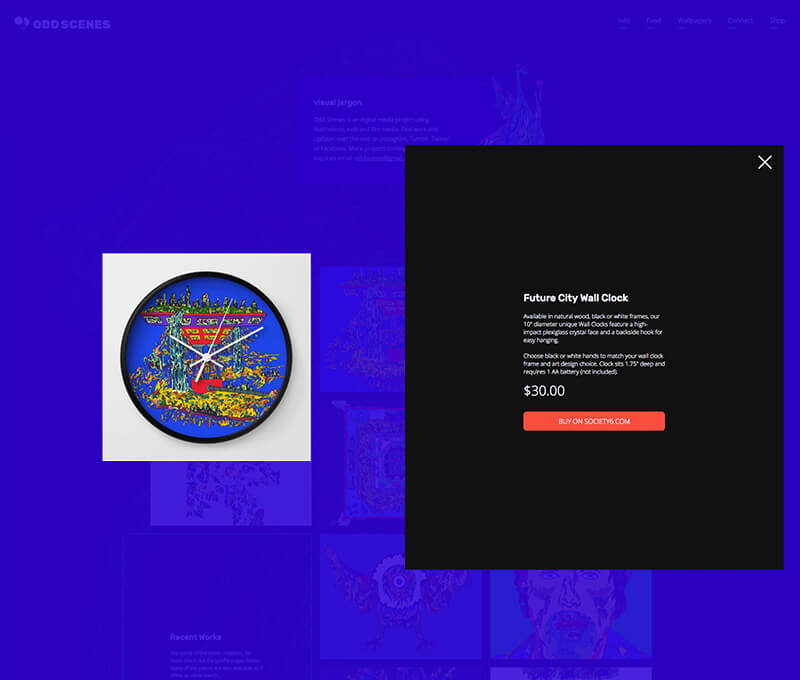 ODD SCENES
Info Feed Wallpapers Connect Shop
visual jargon
Odd Scenes is an digital media project using
illustrations, web and film media. Find work and
updates over the web on Instagram, Tumblr, Twitter
or Facebook. More projects coming
inquiries email
Future City Wall Clock
Available in natural wood, black or white frames, our
10" diameter unique Wall Clocks feature a high-
impact plexiglass crystal face and a backside hook for
easy hanging.
Choose black or white hands to match your wall clock
frame and art design choice. Clock sits 1.75" deep and
requires 1 AA battery (not included).
$30.00
BUY ON SOCIETY6.COM
Recent Works